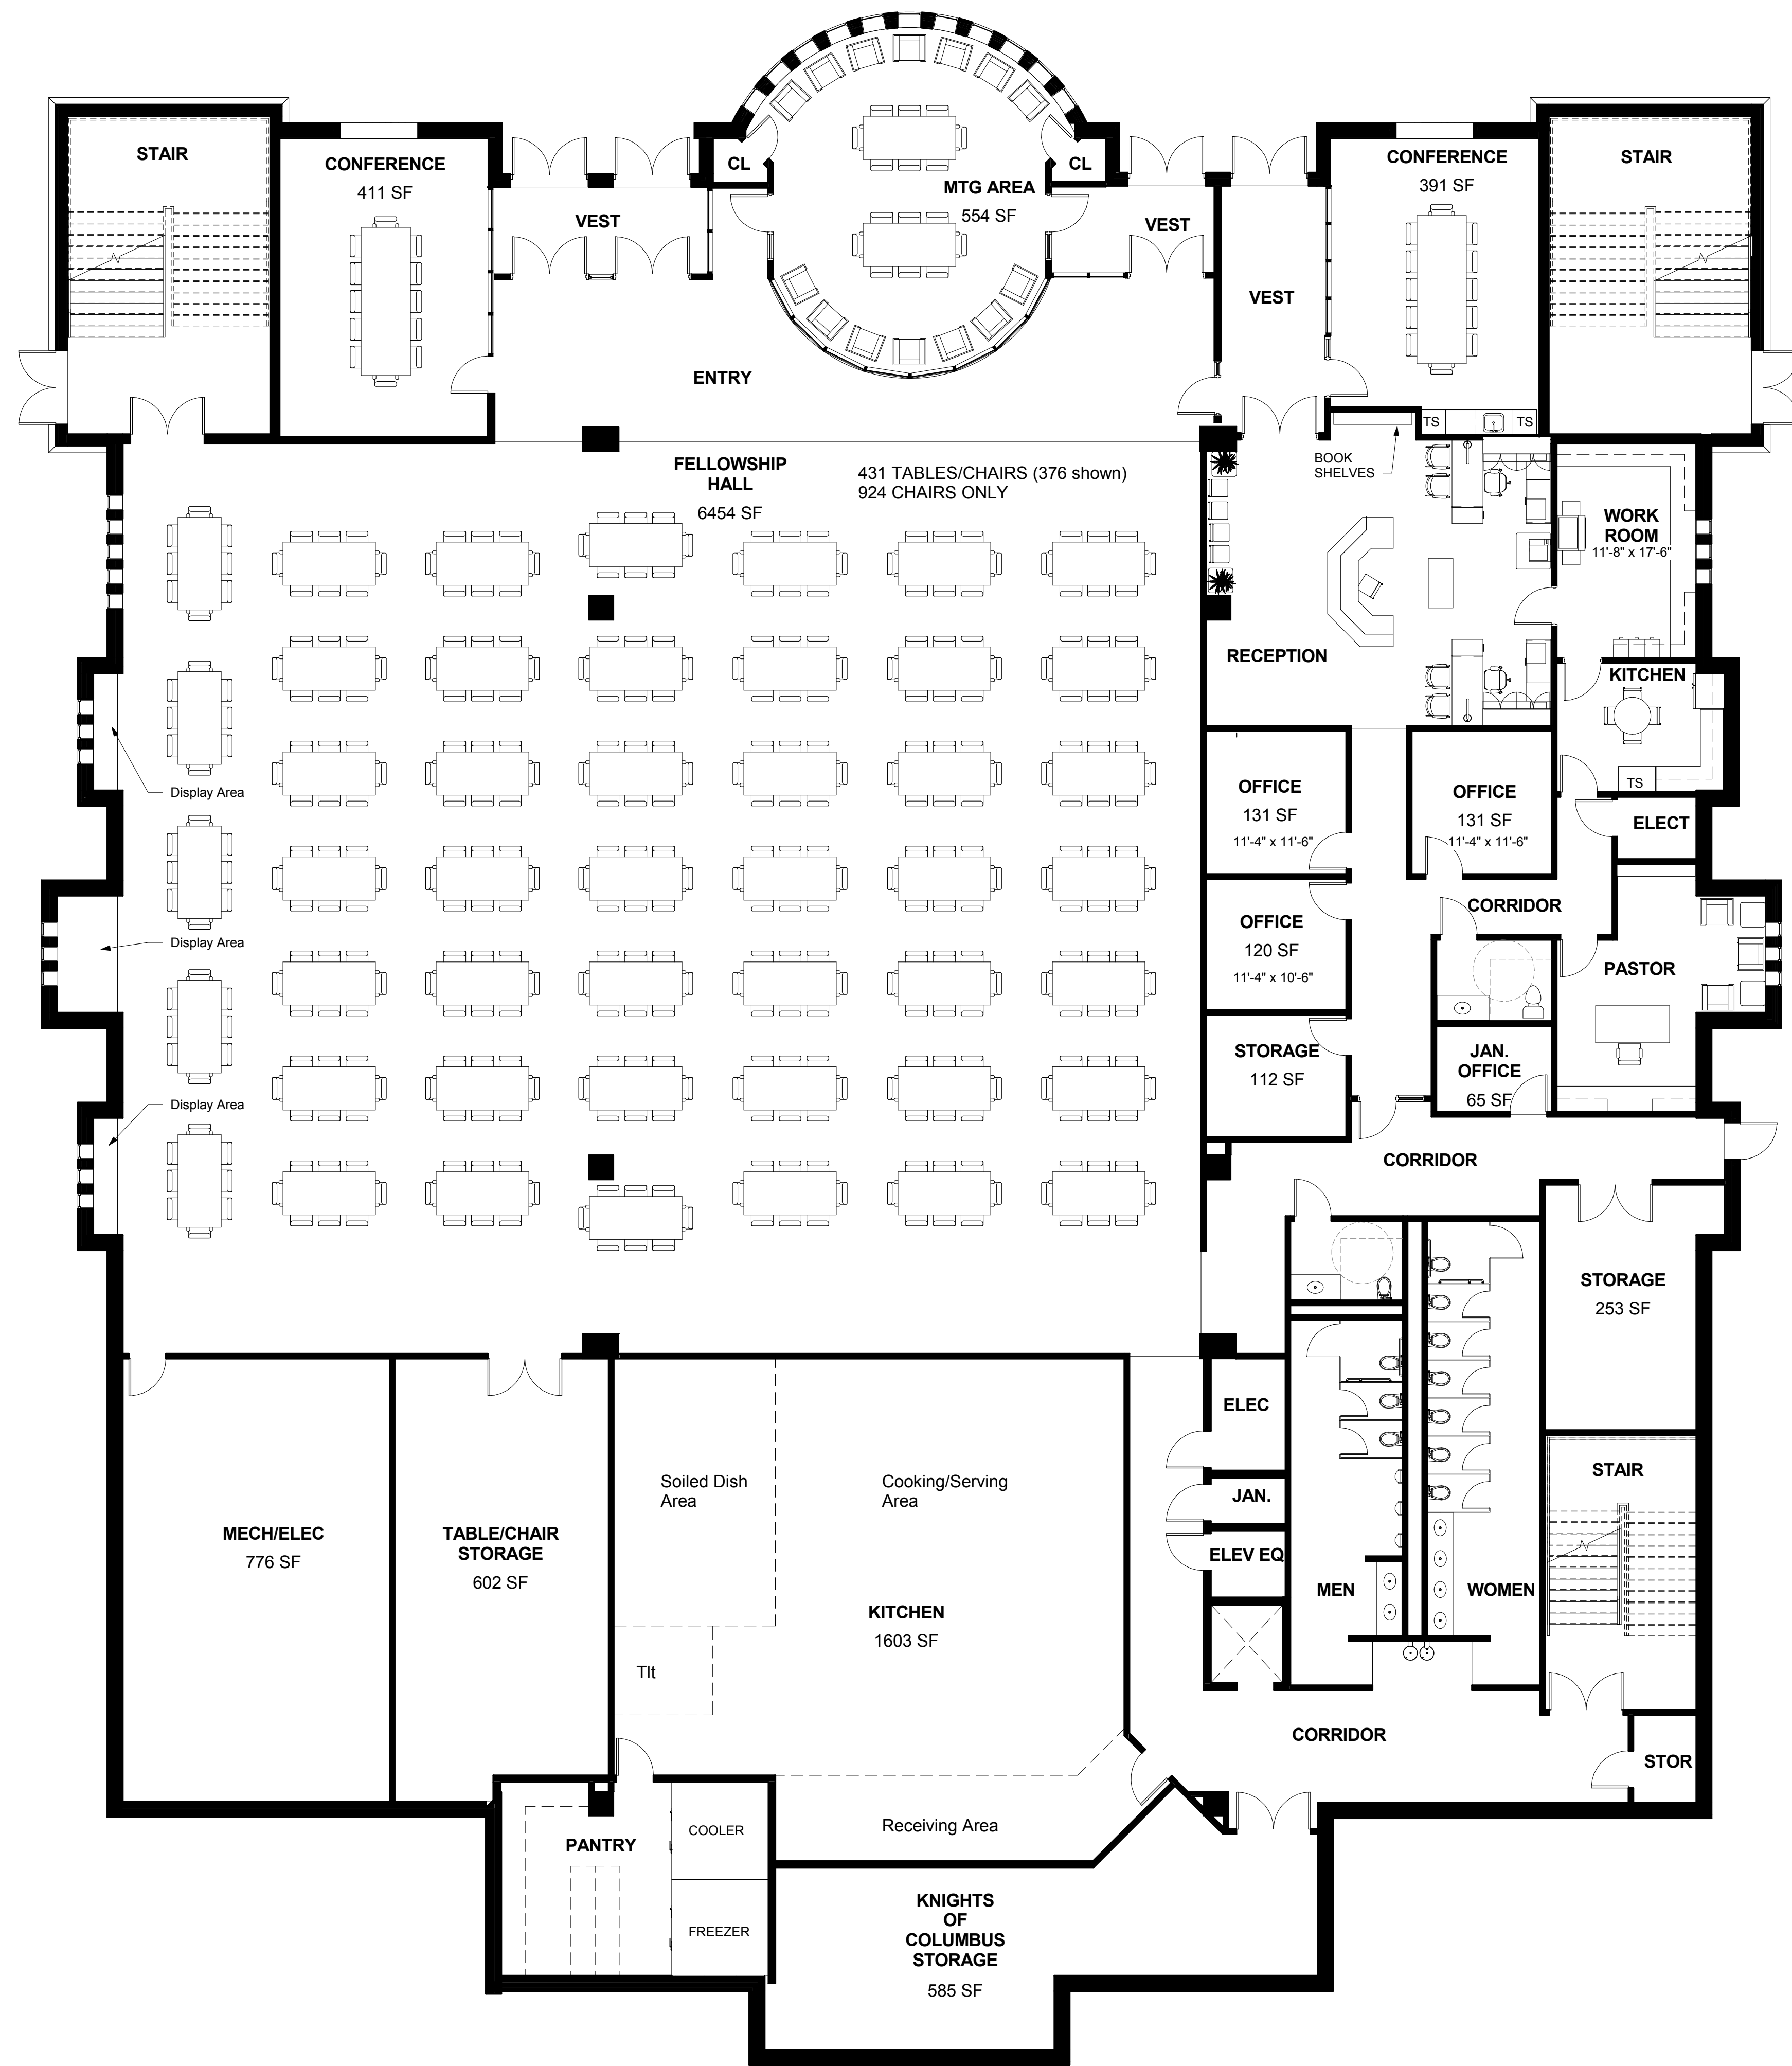 STAIR
CONFERENCE
411 SF
VEST
CL
MTG AREA
554 SF
CL
VEST
VEST
CONFERENCE
391 SF
STAIR
ENTRY
TS
TS
BOOK
SHELVES
FELLOWSHIP
HALL
6454 SF
431 TABLES/CHAIRS (376 shown)
924 CHAIRS ONLY
WORK
ROOM
11'-8" x 17'-6"
RECEPTION
KITCHEN
TS
Display Area
OFFICE
131 SF
11'-4" x 11'-6"
OFFICE
131 SF
11'-4" x 11'-6"
ELECT
CORRIDOR
OFFICE
120 SF
11'-4" x 10'-6"
Display Area
PASTOR
STORAGE
112 SF
JAN.
OFFICE
65 SF
Display Area
CORRIDOR
STORAGE
253 SF
ELEC
STAIR
Soiled Dish
Area
Cooking/Serving
Area
JAN.
MECH/ELEC
776 SF
TABLE/CHAIR
STORAGE
602 SF
ELEV EQ
MEN
WOMEN
KITCHEN
1603 SF
Tlt
CORRIDOR
STOR
Receiving Area
PANTRY
COOLER
FREEZER
KNIGHTS
OF
COLUMBUS
STORAGE
585 SF